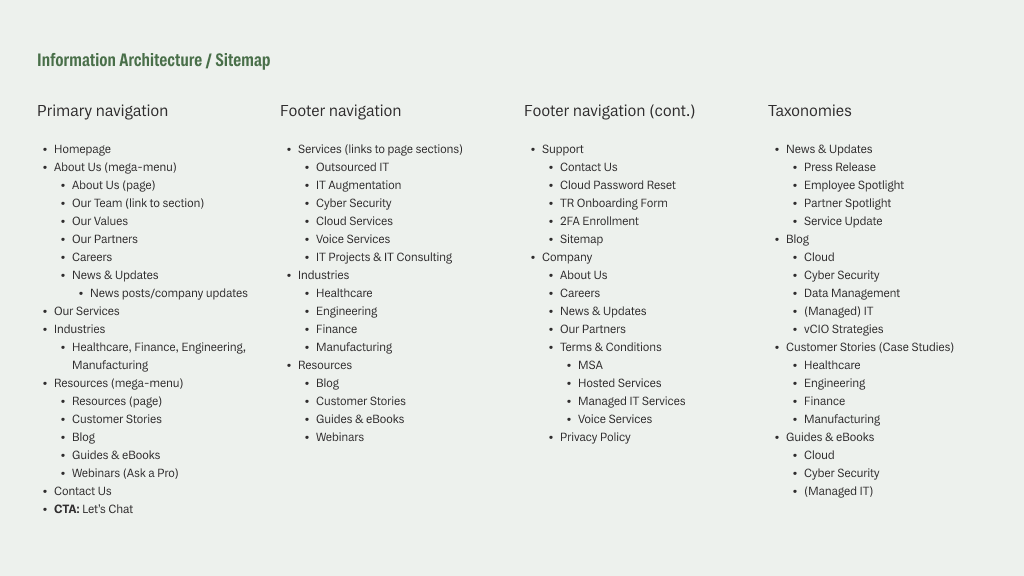 Information Architecture / Sitemap
Primary navigation
• Homepage
• About Us (mega-menu)
• About Us (page)
• Our Team (link to section)
• Our Values
• Our Partners
• Careers
• News & Updates
• News posts/company updates
• Our Services
• Industries
• Healthcare, Finance, Engineering,
Manufacturing
• Resources (mega-menu)
• Resources (page)
• Customer Stories
• Blog
• Guides & eBooks
• Webinars (Ask a Pro)
• Contact Us
• CTA: Let's Chat
Footer navigation
• Services (links to page sections)
• Outsourced IT
• IT Augmentation
• Cyber Security
• Cloud Services
• Voice Services
• IT Projects & IT Consulting
• Industries
• Healthcare
• Engineering
• Finance
• Manufacturing
• Resources
• Blog
• Customer Stories
• Guides & eBooks
• Webinars
Footer navigation (cont.)
• Support
• Contact Us
• Cloud Password Reset
• TR Onboarding Form
• 2FA Enrollment
• Sitemap
• Company
• About Us
• Careers
• News & Updates
• Our Partners
• Terms & Conditions
• MSA
• Hosted Services
• Managed IT Services
• Voice Services
• Privacy Policy
Taxonomies
• News & Updates
• Press Release
• Employee Spotlight
• Partner Spotlight
• Service Update
• Blog
• Cloud
• Cyber Security
• Data Management
• (Managed) IT
• vCIO Strategies
• Customer Stories (Case Studies)
• Healthcare
• Engineering
• Finance
• Manufacturing
• Guides & eBooks
• Cloud
• Cyber Security
• (Managed IT)